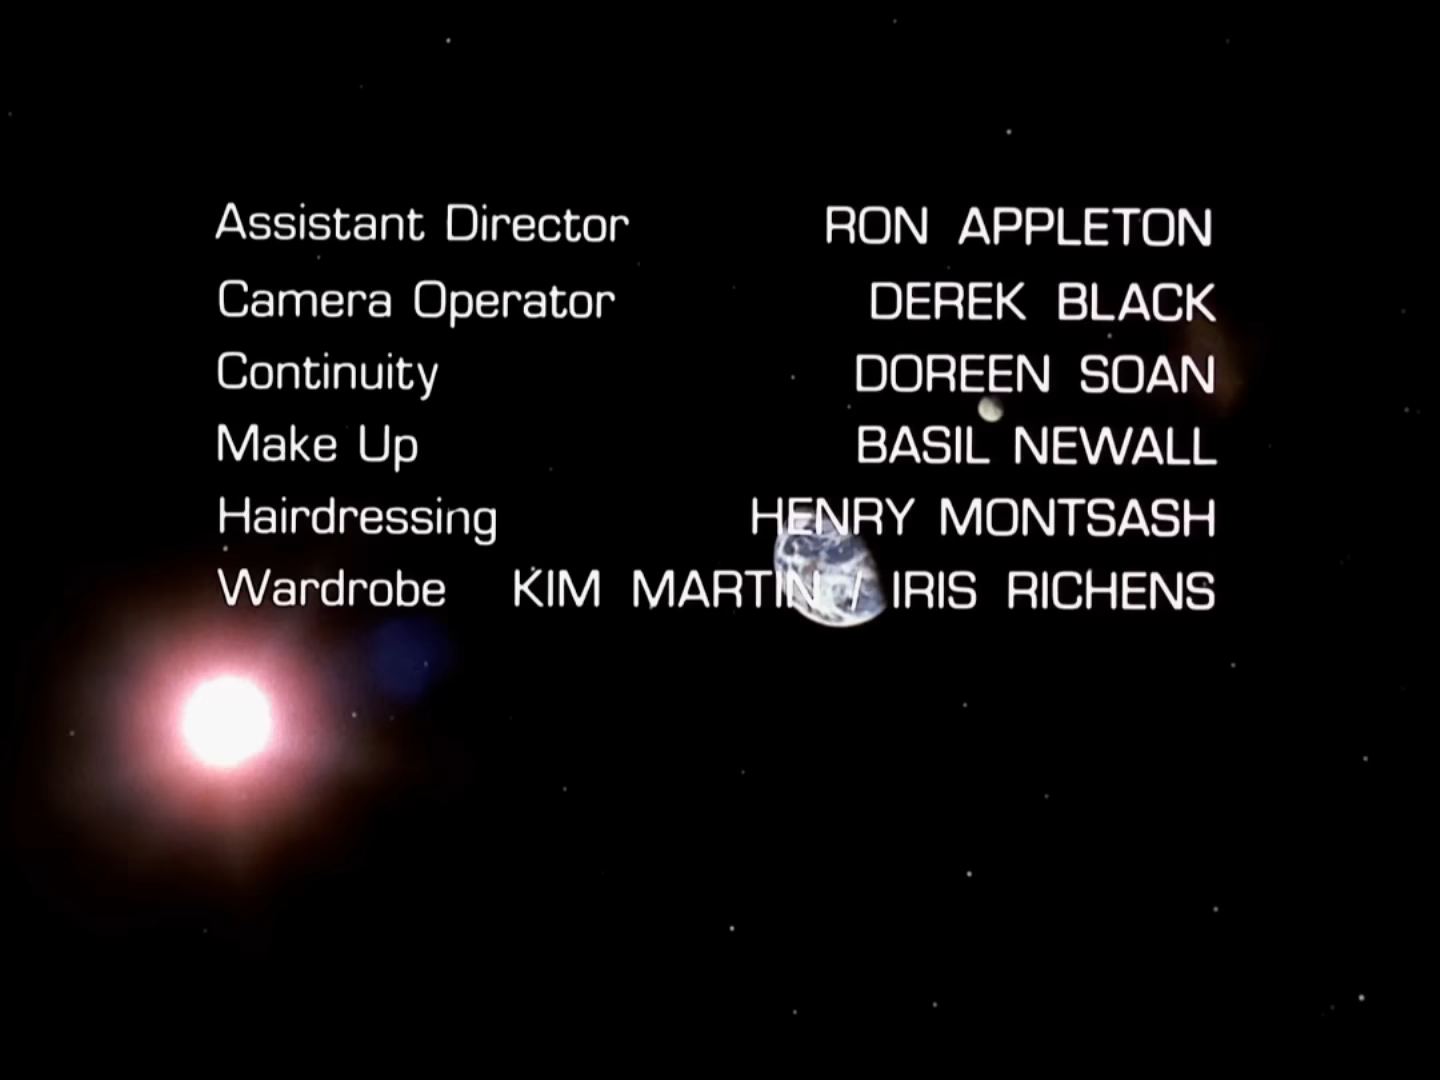 Assistant Director RON APPLETON
Camera Operator DEREK BLACK
Continuity DOREEN SOAN
Make Up BASIL NEWALL
Hairdressing HENRY MONTSASH
Wardrobe KIM MARTIN / IRIS RICHENS